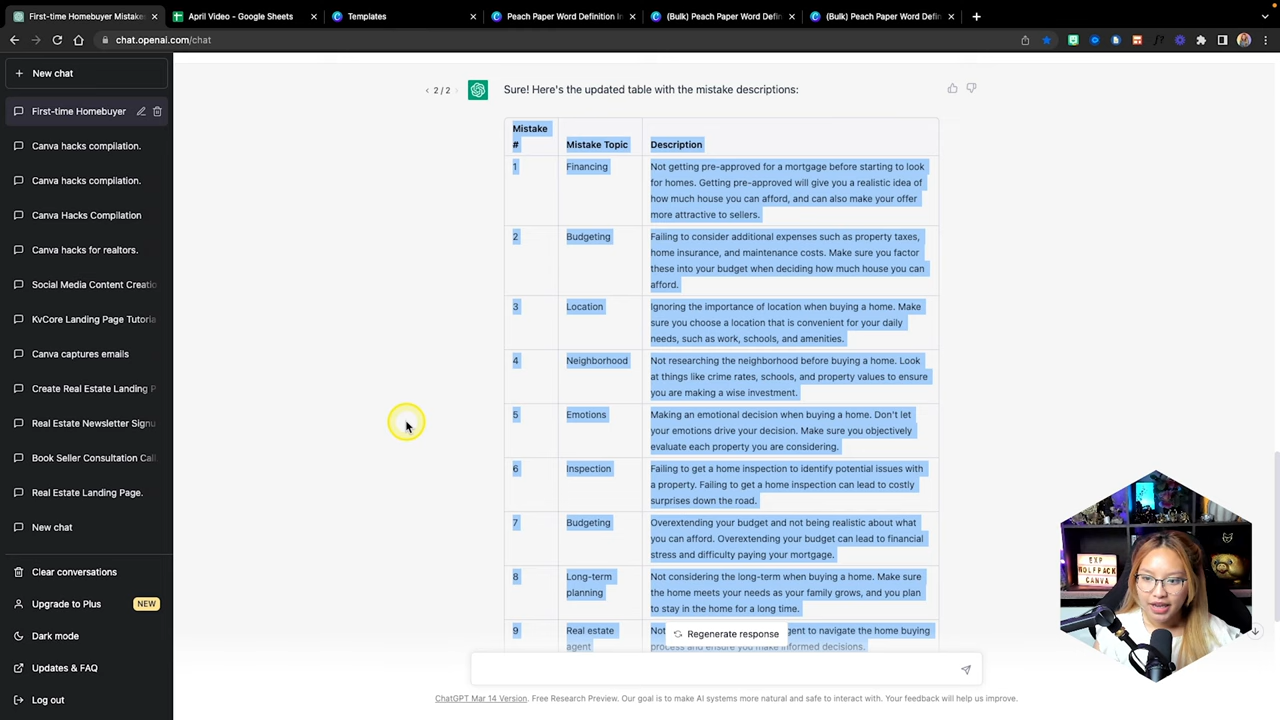 First-time Homebuyer Mistake
April Video - Google Sheets
Templates
Peach Paper Word Definition In
(Bulk) Peach Paper Word Defin
(Bulk) Peach Paper Word Defin
chat.openai.com/chat
New chat
First-time Homebuyer
Canva hacks compilation.
Canva hacks compilation.
Canva Hacks Compilation
Canva hacks for realtors.
Social Media Content Creatio
KvCore Landing Page Tutoria
Canva captures emails
Create Real Estate Landing P
Real Estate Newsletter Signu
Book Seller Consultation Call.
Real Estate Landing Page.
New chat
Clear conversations
Upgrade to Plus NEW
Dark mode
Updates & FAQ
Log out
2 / 2
Sure! Here's the updated table with the mistake descriptions:
Mistake
# Mistake Topic Description
1 Financing Not getting pre-approved for a mortgage before starting to look
for homes. Getting pre-approved will give you a realistic idea of
how much house you can afford, and can also make your offer
more attractive to sellers.
2 Budgeting Failing to consider additional expenses such as property taxes,
home insurance, and maintenance costs. Make sure you factor
these into your budget when deciding how much house you can
afford.
3 Location Ignoring the importance of location when buying a home. Make
sure you choose a location that is convenient for your daily
needs, such as work, schools, and amenities.
4 Neighborhood Not researching the neighborhood before buying a home. Look
at things like crime rates, schools, and property values to ensure
you are making a wise investment.
5 Emotions Making an emotional decision when buying a home. Don't let
your emotions drive your decision. Make sure you objectively
evaluate each property you are considering.
6 Inspection Failing to get a home inspection to identify potential issues with
a property. Failing to get a home inspection can lead to costly
surprises down the road.
7 Budgeting Overextending your budget and not being realistic about what
you can afford. Overextending your budget can lead to financial
stress and difficulty paying your mortgage.
8 Long-term Not considering the long-term when buying a home. Make sure
planning the home meets your needs as your family grows, and you plan
to stay in the home for a long time.
9 Real estate Not gent to navigate the home buying
agent process and ensure you make informed decisions.
Regenerate response
ChatGPT Mar 14 Version. Free Research Preview. Our goal is to make AI systems more natural and safe to interact with. Your feedback will help us improve.
EXP
WOLFPACK
CANVA